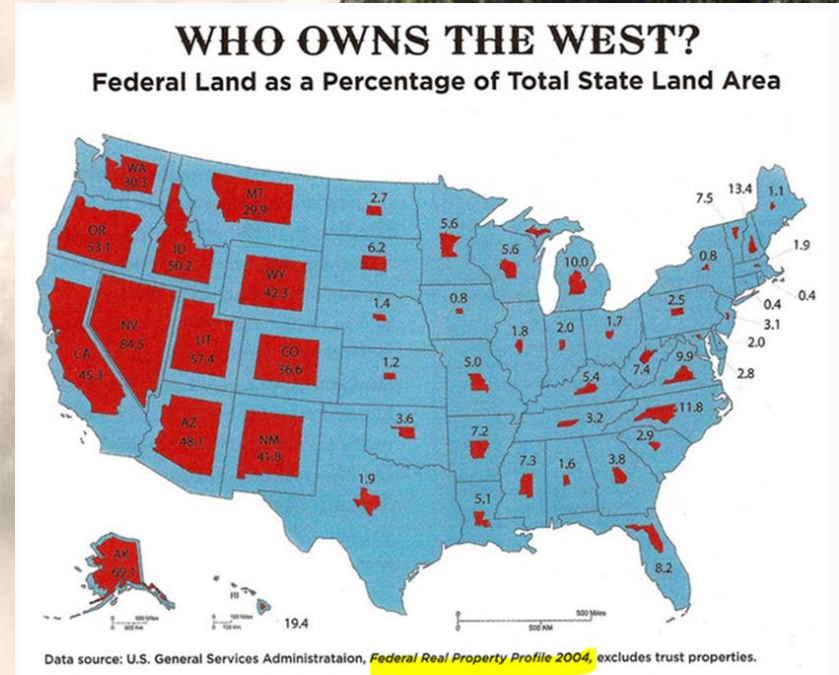 WHO OWNS THE WEST?
Federal Land as a Percentage of Total State Land Area
WA
30.3
MT
29.9
OR
53.1
ID
50.2
WY
42.3
NV
84.5
UT
57.4
CO
36.6
CA
45.3
AZ
48.1
NM
41.8
2.7
6.2
1.4
1.2
3.6
1.9
5.6
0.8
5.0
7.2
5.1
5.6
10.0
1.8
2.0
1.7
5.4
3.2
7.3
1.6
3.8
2.9
11.8
8.2
7.4
9.9
2.5
0.8
7.5
13.4
1.1
1.9
0.4
0.4
3.1
2.0
2.8
AK
69.1
HI
19.4
0
500 Miles
0
500 KM
Data source: U.S. General Services Administrataion, Federal Real Property Profile 2004, excludes trust properties.